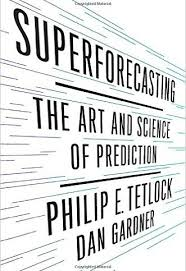 SUPERFORECASTING
THE ART AND SCIENCE
OF PREDICTION
PHILIP E. TETLOCK
DAN GARDNER